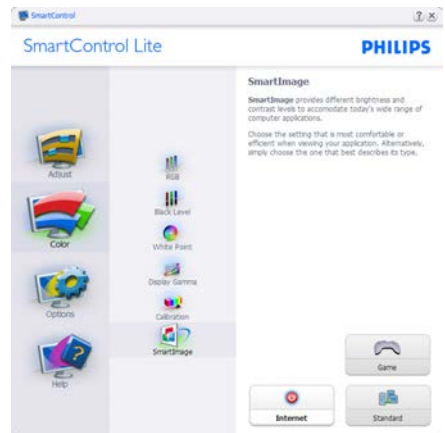 SmartControl
SmartControl Lite
PHILIPS
Adjust
Color
Options
Help
RGB
Black Level
White Point
Display Gamma
Calibration
SmartImage
SmartImage
SmartImage provides different brightness and
contrast levels to accomodate today's wide range of
computer applications.
Choose the setting that is most comfortable or
efficient when viewing your application. Alternatively,
simply choose the one that best describes its type.
Game
Internet
Standard